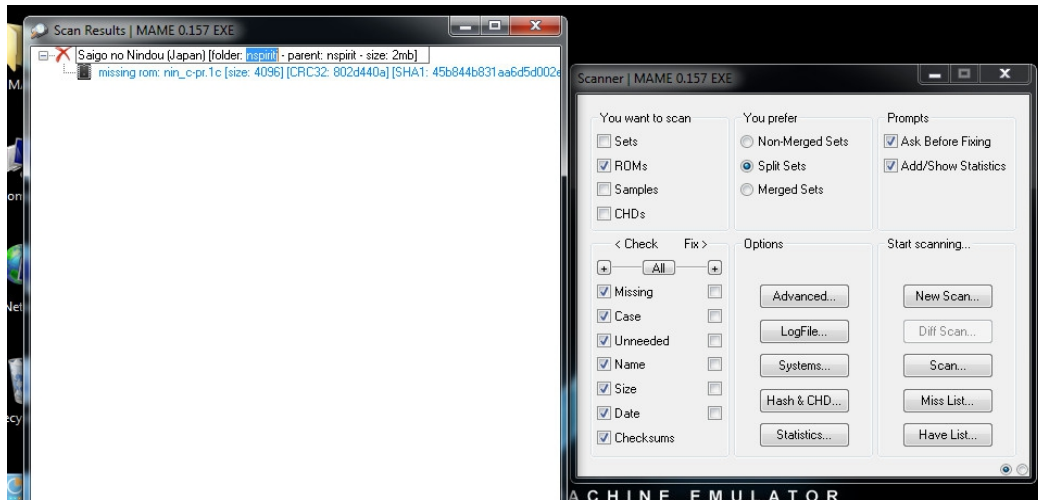 Scan Results | MAME 0.157 EXE
Saigo no Nindou (Japan) [folder: nspiritj - parent: nspirit - size: 2mb]
missing rom: nin_c-pr.1c [size: 4096] [CRC32: 802d440a] [SHA1: 45b844b831aa6d5d002e
Scanner | MAME 0.157 EXE
You want to scan
Sets
ROMs
Samples
CHDs
You prefer
Non-Merged Sets
Split Sets
Merged Sets
Prompts
Ask Before Fixing
Add/Show Statistics
< Check Fix >
+ All +
Missing
Case
Unneeded
Name
Size
Date
Checksums
Options
Advanced...
LogFile...
Systems...
Hash & CHD...
Statistics...
Start scanning...
New Scan...
Diff Scan...
Scan...
Miss List...
Have List...
ACHINE EMULATOR